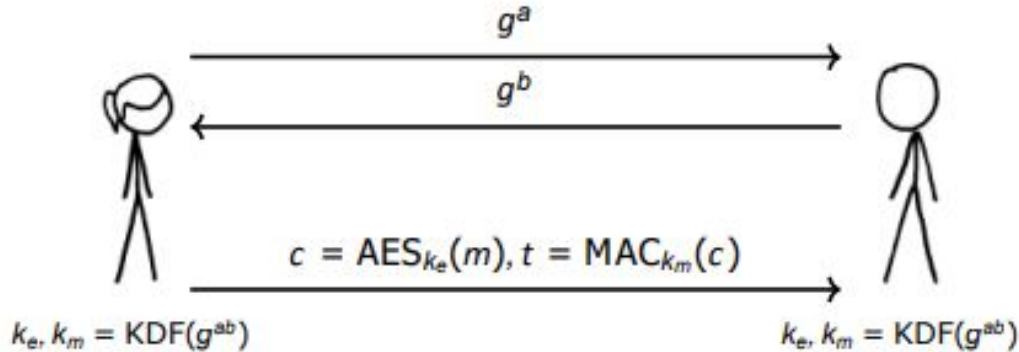 g^a
g^b
c = AES_{k_e}(m), t = MAC_{k_m}(c)
k_e, k_m = KDF(g^{ab})
k_e, k_m = KDF(g^{ab})